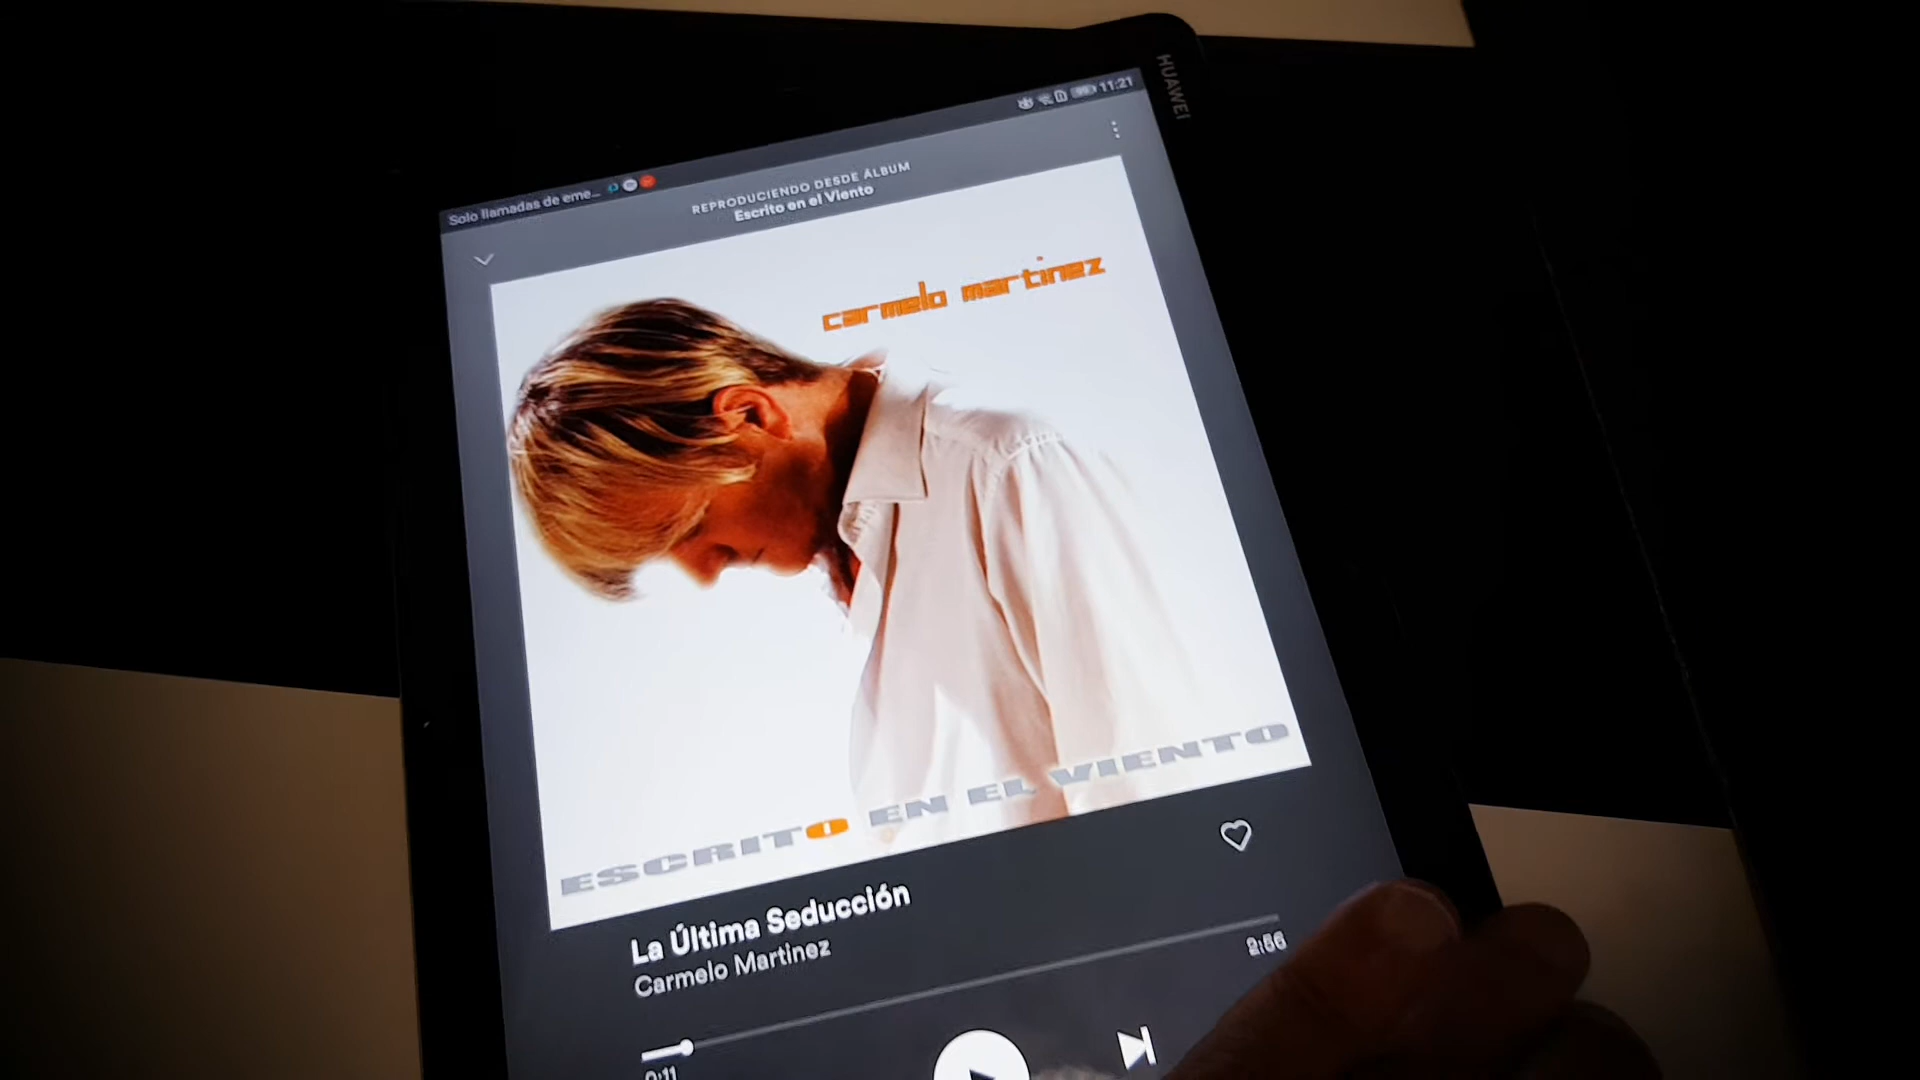 HUAWEI
Solo llamadas de eme... 99 11:21
REPRODUCIENDO DESDE ÁLBUM
Escrito en el Viento
carmelo martinez
ESCRITO EN EL VIENTO
La Última Seducción
Carmelo Martinez
0:11 2:56